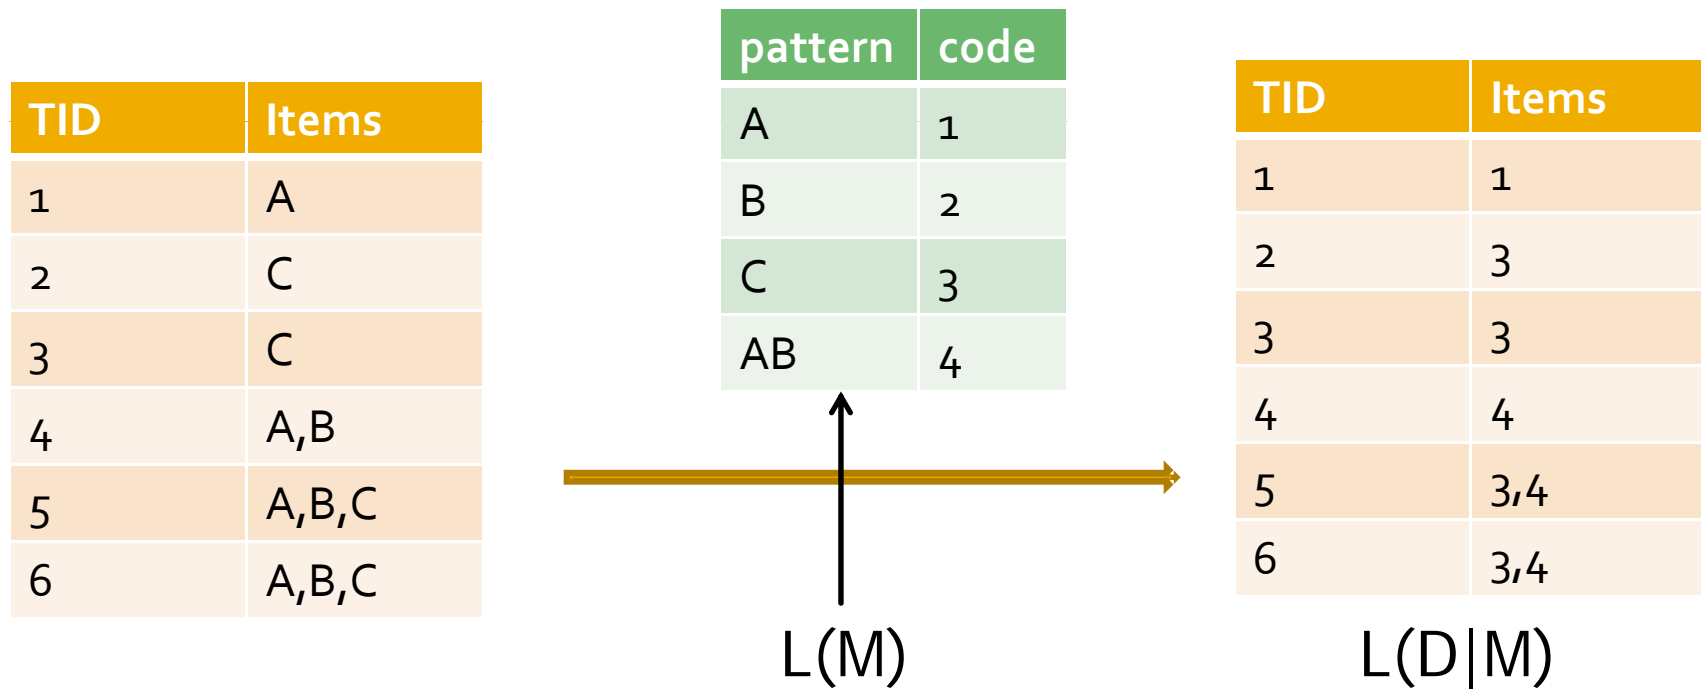 TID Items
1 A
2 C
3 C
4 A,B
5 A,B,C
6 A,B,C
pattern code
A 1
B 2
C 3
AB 4
L(M)
TID Items
1 1
2 3
3 3
4 4
5 3,4
6 3,4
L(D|M)